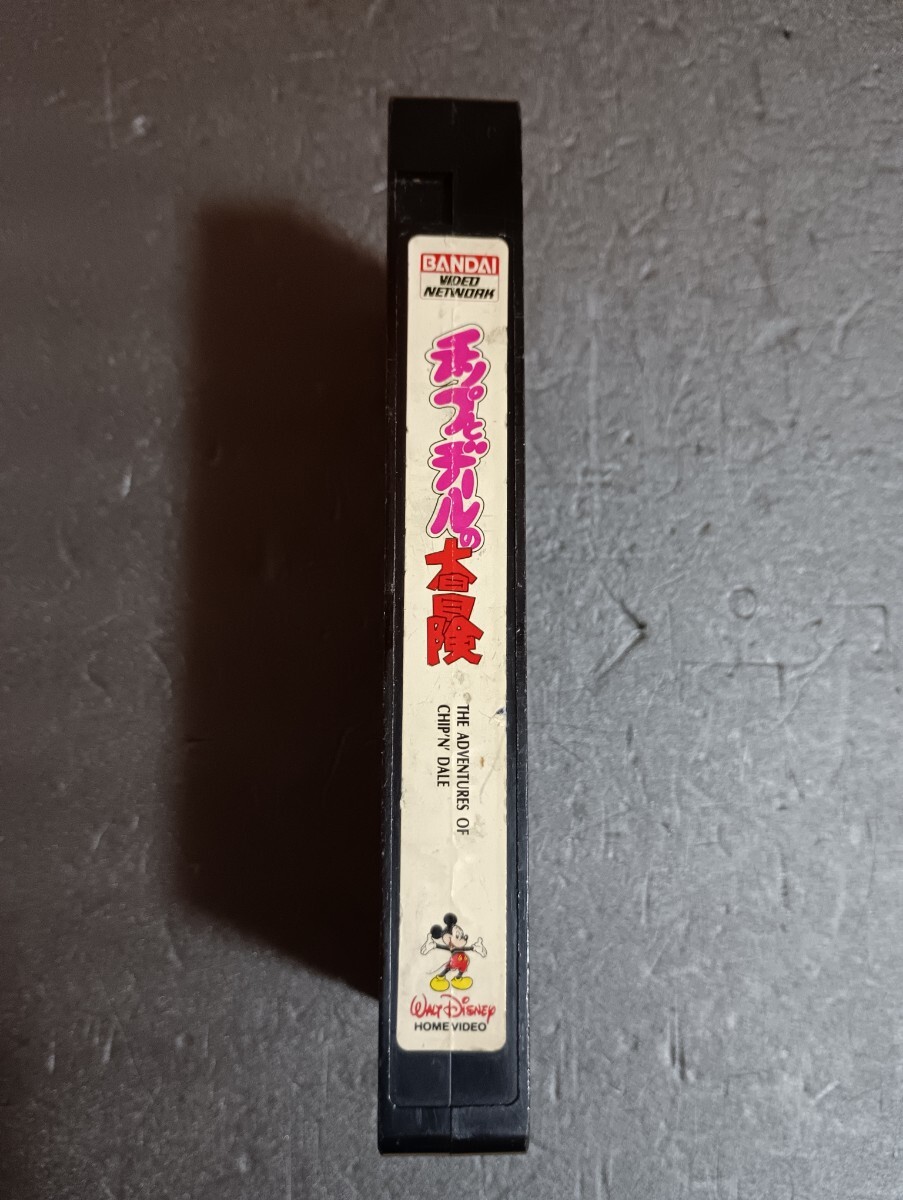 BANDAI
VIDEO
NETWORK
チップとデールの
大冒険
THE ADVENTURES OF
CHIP'N' DALE
WALT DISNEY
HOME VIDEO